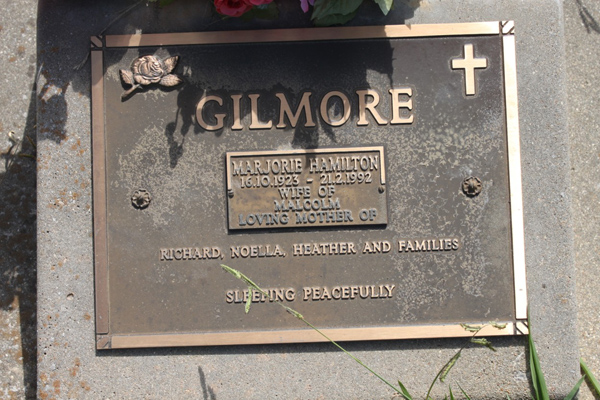 GILMORE
MARJORIE HAMILTON
16.10.1923 - 21.2.1992
WIFE OF
MALCOLM
LOVING MOTHER OF
RICHARD, NOELLA, HEATHER AND FAMILIES
SLEEPING PEACEFULLY